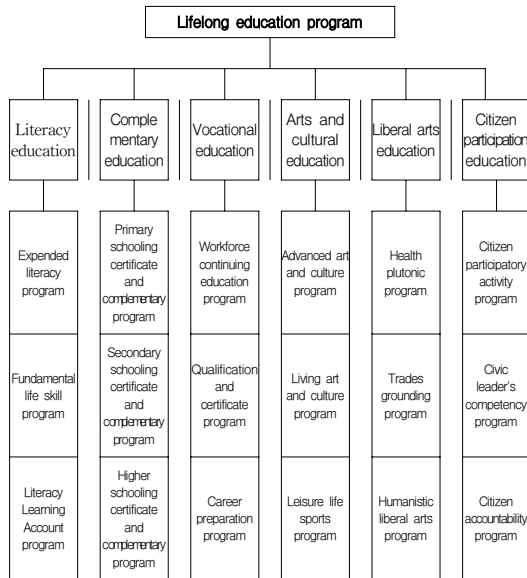 Lifelong education program
Literacy
education
Comple
mentary
education
Vocational
education
Arts and
cultural
education
Liberal arts
education
Citizen
participation
education
Expended
literacy
program
Primary
schooling
certificate
and
complementary
program
Workforce
continuing
education
program
Advanced art
and culture
program
Health
plutonic
program
Citizen
participatory
activity
program
Fundamental
life skill
program
Secondary
schooling
certificate
and
complementary
program
Qualification
and
certificate
program
Living art
and culture
program
Trades
grounding
program
Civic
leader's
competency
program
Literacy
Learning
Account
program
Higher
schooling
certificate
and
complementary
program
Career
preparation
program
Leisure life
sports
program
Humanistic
liberal arts
program
Citizen
accountability
program